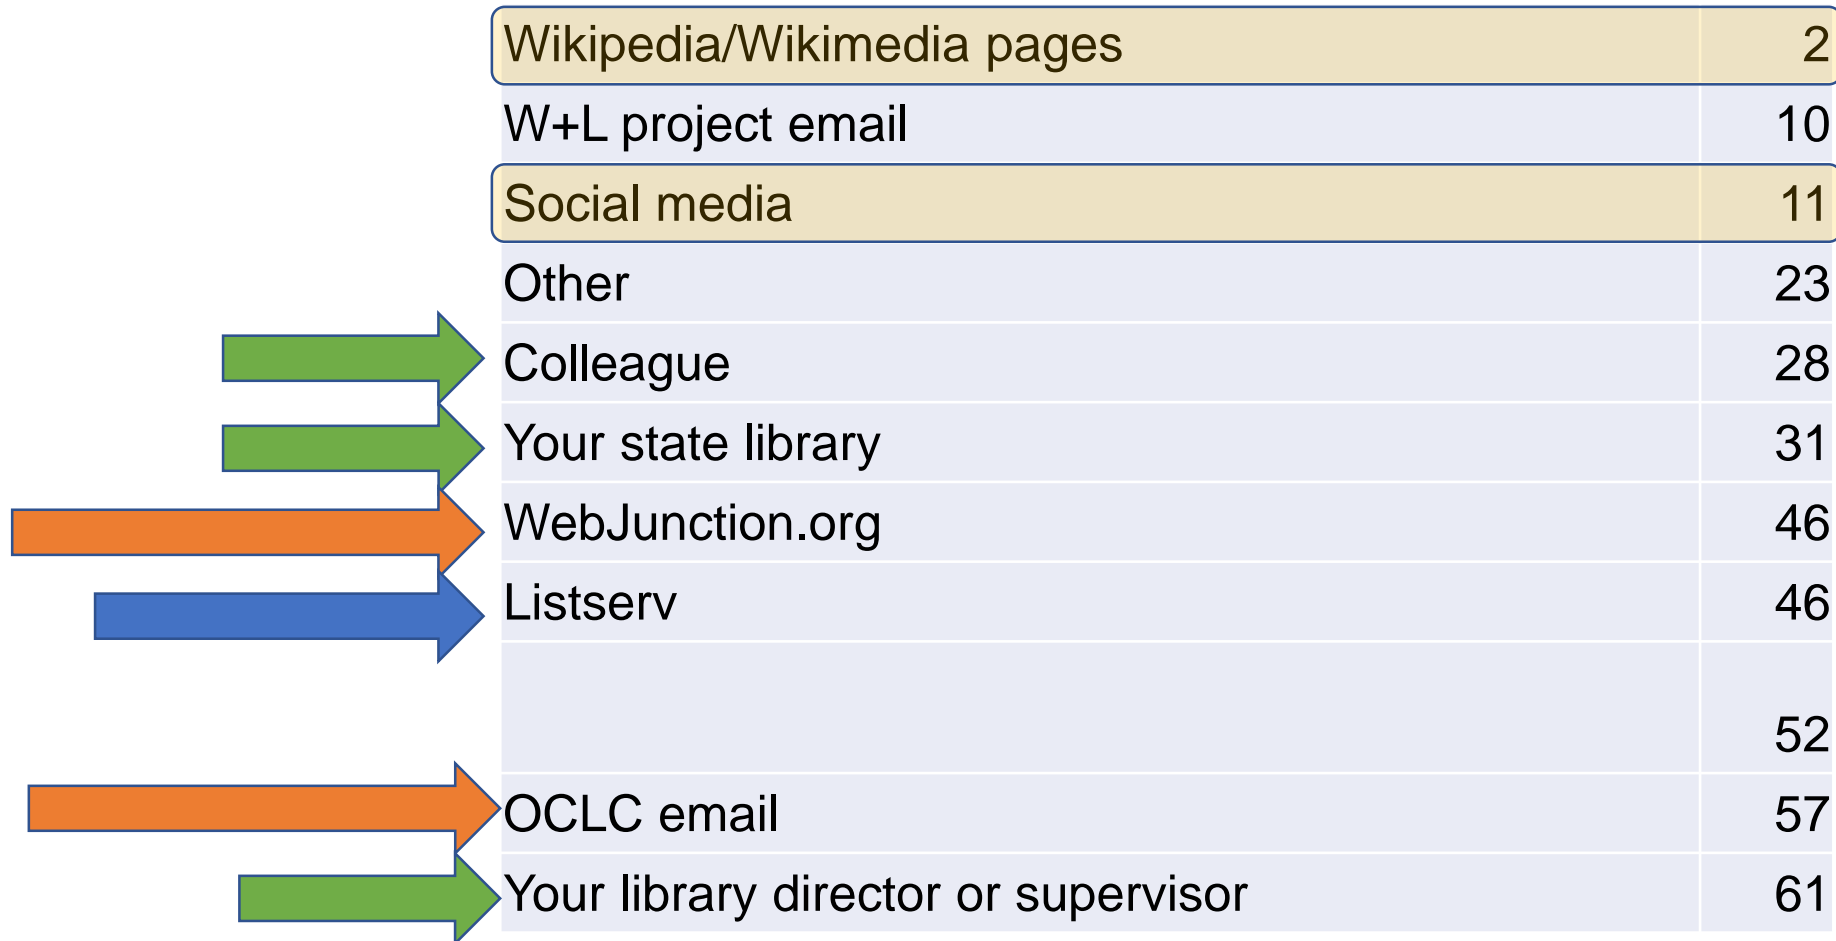 Wikipedia/Wikimedia pages 2
W+L project email 10
Social media 11
Other 23
Colleague 28
Your state library 31
WebJunction.org 46
Listserv 46
52
OCLC email 57
Your library director or supervisor 61